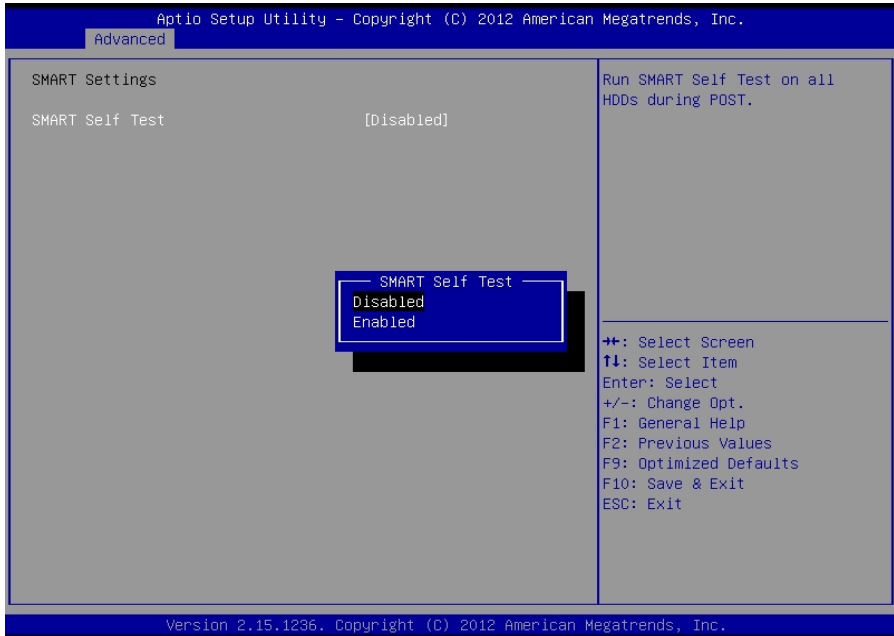 Aptio Setup Utility – Copyright (C) 2012 American Megatrends, Inc.
Advanced
SMART Settings
SMART Self Test [Disabled]
Run SMART Self Test on all
HDDs during POST.
SMART Self Test
Disabled
Enabled
→←: Select Screen
↑↓: Select Item
Enter: Select
+/-: Change Opt.
F1: General Help
F2: Previous Values
F9: Optimized Defaults
F10: Save & Exit
ESC: Exit
Version 2.15.1236. Copyright (C) 2012 American Megatrends, Inc.